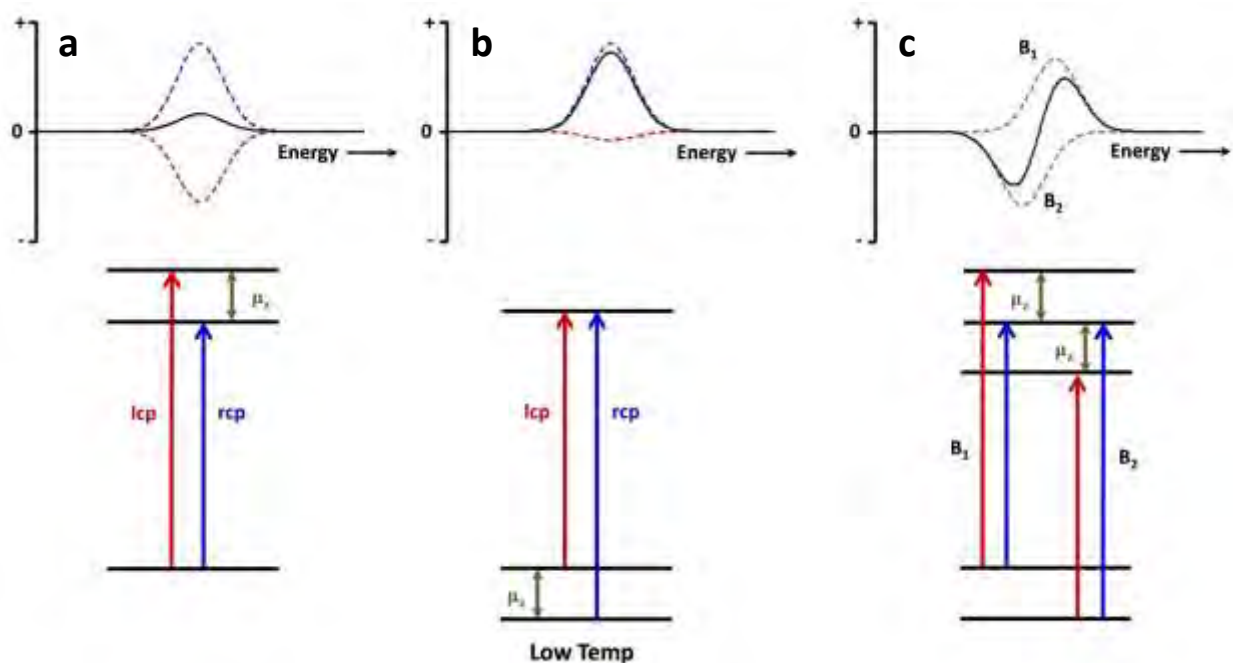 +
a
0
Energy
-
μz
lcp
rcp
+
b
0
Energy
-
lcp
rcp
μz
Low Temp
+
c
B1
0
Energy
B2
-
μz
μz
B1
B2